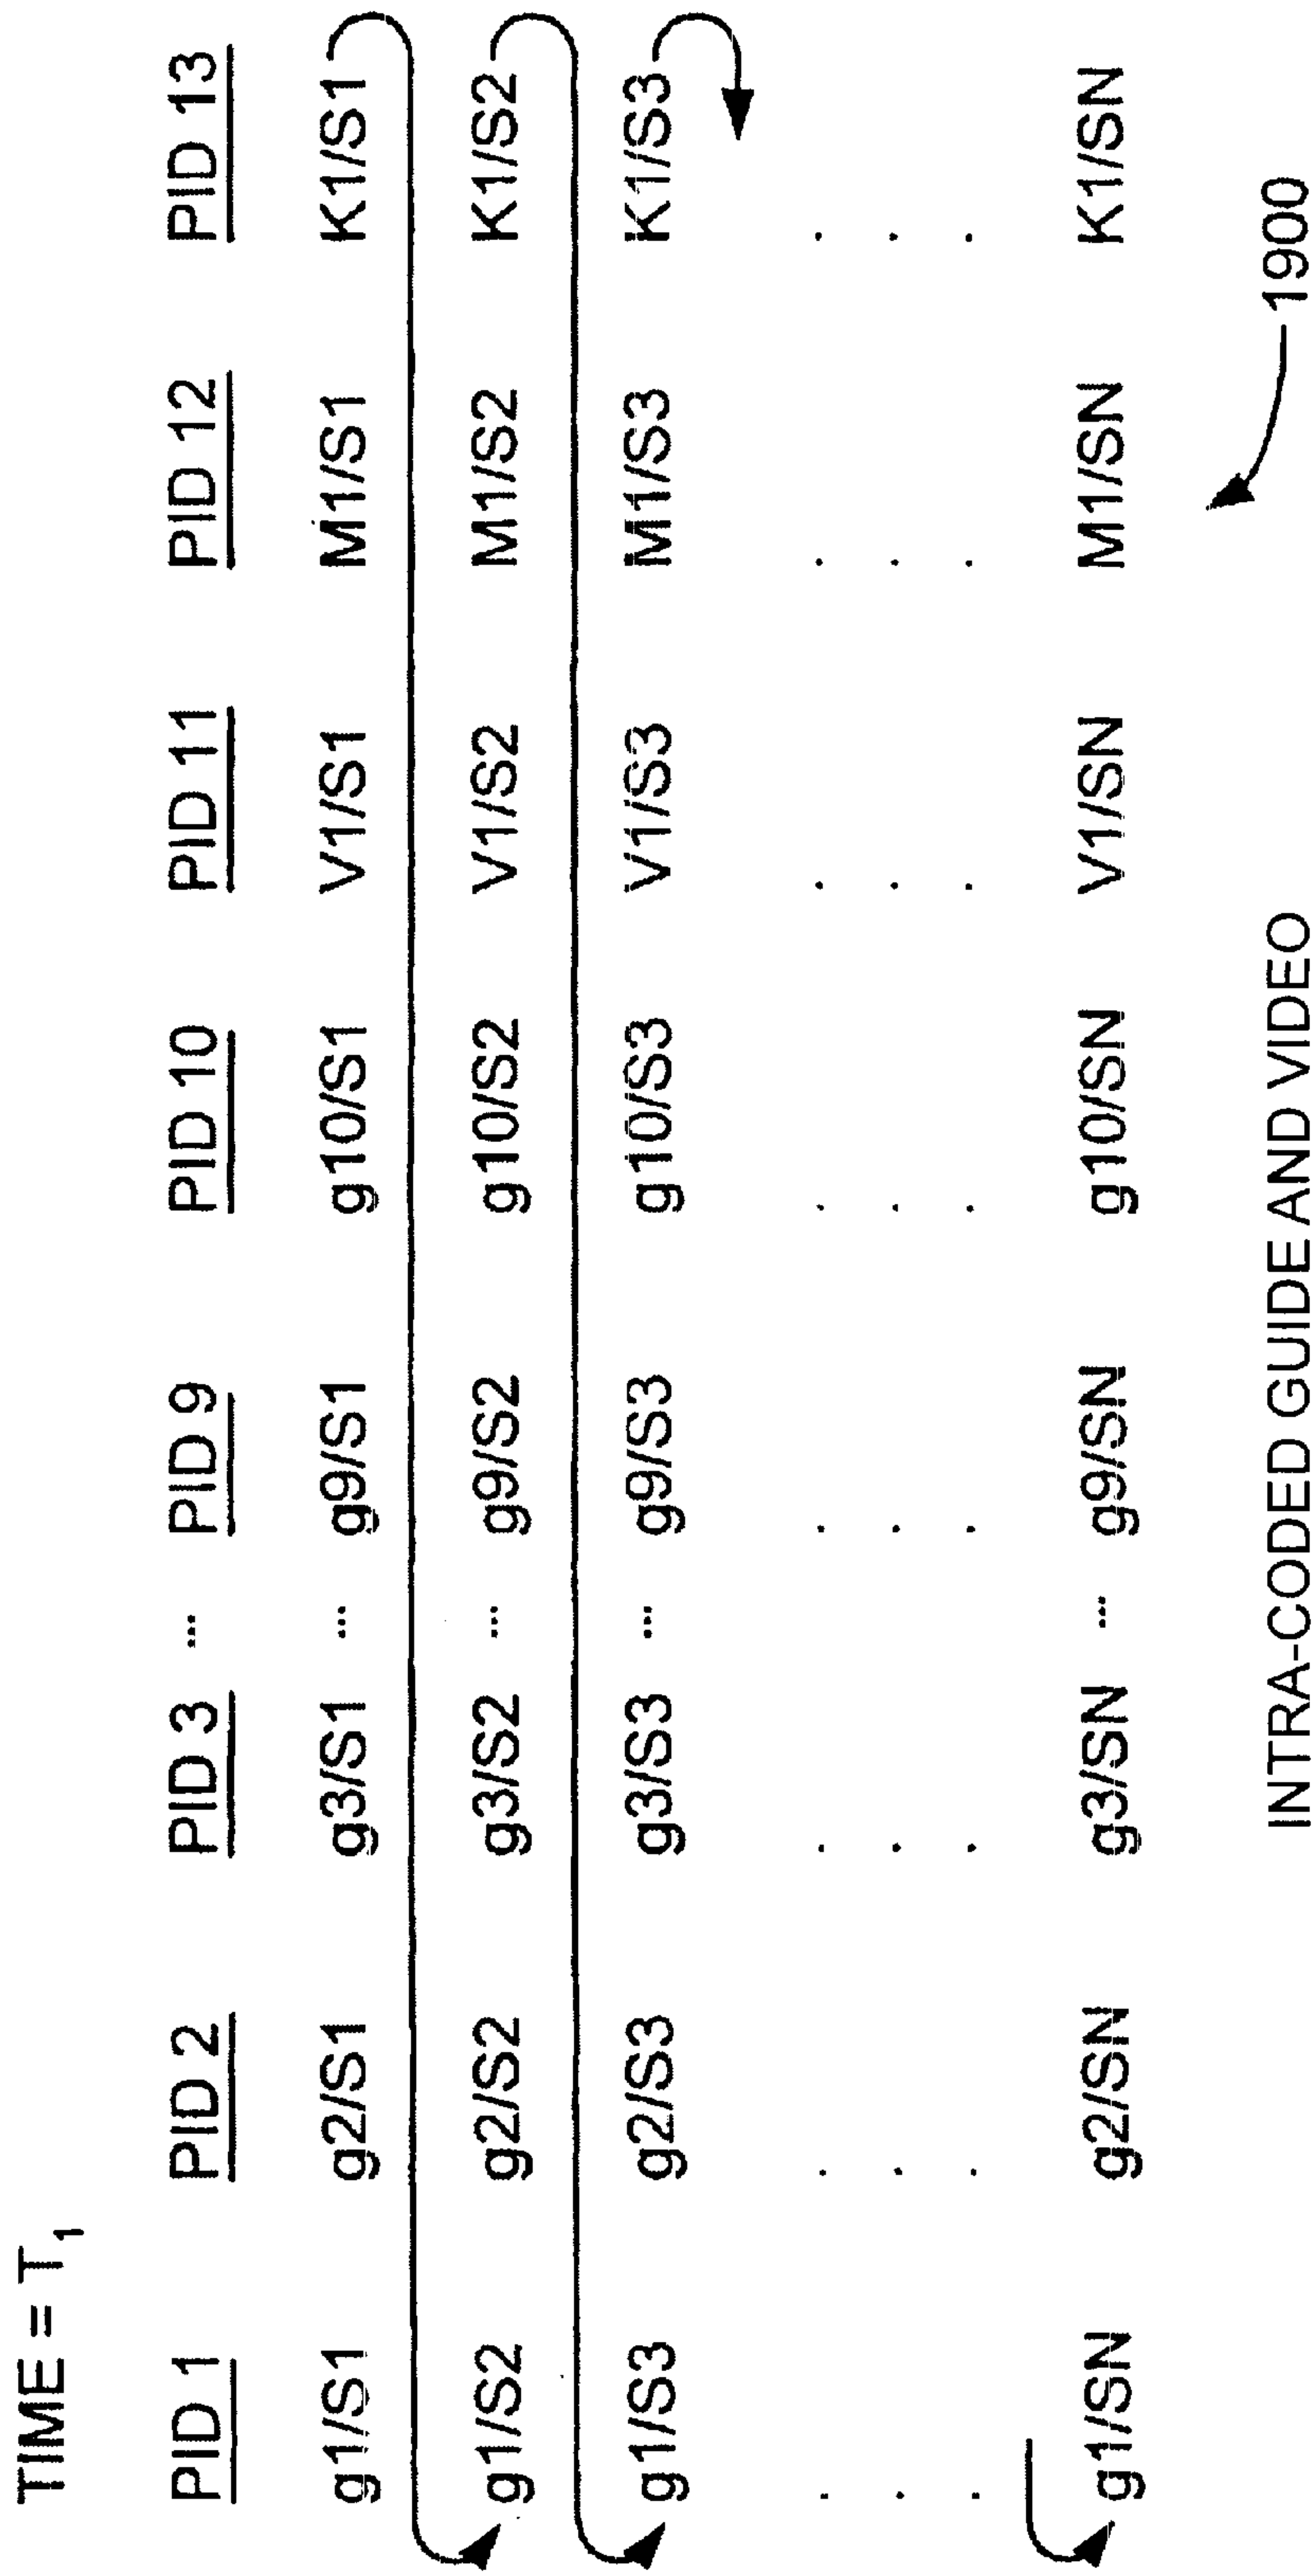 TIME = T1
PID 1 PID 2 PID 3 ... PID 9 PID 10 PID 11 PID 12 PID 13
g1/S1 g2/S1 g3/S1 ... g9/S1 g10/S1 V1/S1 M1/S1 K1/S1
g1/S2 g2/S2 g3/S2 ... g9/S2 g10/S2 V1/S2 M1/S2 K1/S2
g1/S3 g2/S3 g3/S3 ... g9/S3 g10/S3 V1/S3 M1/S3 K1/S3
. . . . . . . .
. . . . . . . .
. . . . . . . .
g1/SN g2/SN g3/SN ... g9/SN g10/SN V1/SN M1/SN K1/SN
INTRA-CODED GUIDE AND VIDEO
1900